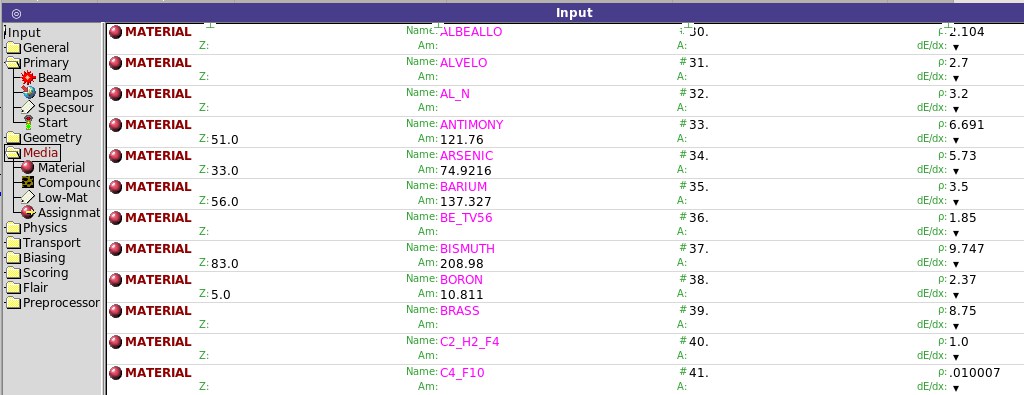 Input
Input
General
Primary
Beam
Beampos
Specsour
Start
Geometry
Media
Material
Compound
Low-Mat
Assignmat
Physics
Transport
Biasing
Scoring
Flair
Preprocessor
MATERIAL Name: ALBEALLO 30. ρ: 2.104
Z: Am: A: dE/dx: ▼
MATERIAL Name: ALVELO # 31. ρ: 2.7
Z: Am: A: dE/dx: ▼
MATERIAL Name: AL_N # 32. ρ: 3.2
Z: Am: A: dE/dx: ▼
MATERIAL Name: ANTIMONY # 33. ρ: 6.691
Z: 51.0 Am: 121.76 A: dE/dx: ▼
MATERIAL Name: ARSENIC # 34. ρ: 5.73
Z: 33.0 Am: 74.9216 A: dE/dx: ▼
MATERIAL Name: BARIUM # 35. ρ: 3.5
Z: 56.0 Am: 137.327 A: dE/dx: ▼
MATERIAL Name: BE_TV56 # 36. ρ: 1.85
Z: Am: A: dE/dx: ▼
MATERIAL Name: BISMUTH # 37. ρ: 9.747
Z: 83.0 Am: 208.98 A: dE/dx: ▼
MATERIAL Name: BORON # 38. ρ: 2.37
Z: 5.0 Am: 10.811 A: dE/dx: ▼
MATERIAL Name: BRASS # 39. ρ: 8.75
Z: Am: A: dE/dx: ▼
MATERIAL Name: C2_H2_F4 # 40. ρ: 1.0
Z: Am: A: dE/dx: ▼
MATERIAL Name: C4_F10 # 41. ρ: .010007
Z: Am: A: dE/dx: ▼